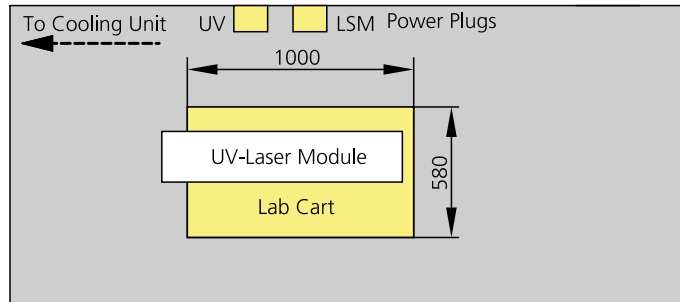 To Cooling Unit
UV
LSM
Power Plugs
1000
UV-Laser Module
580
Lab Cart